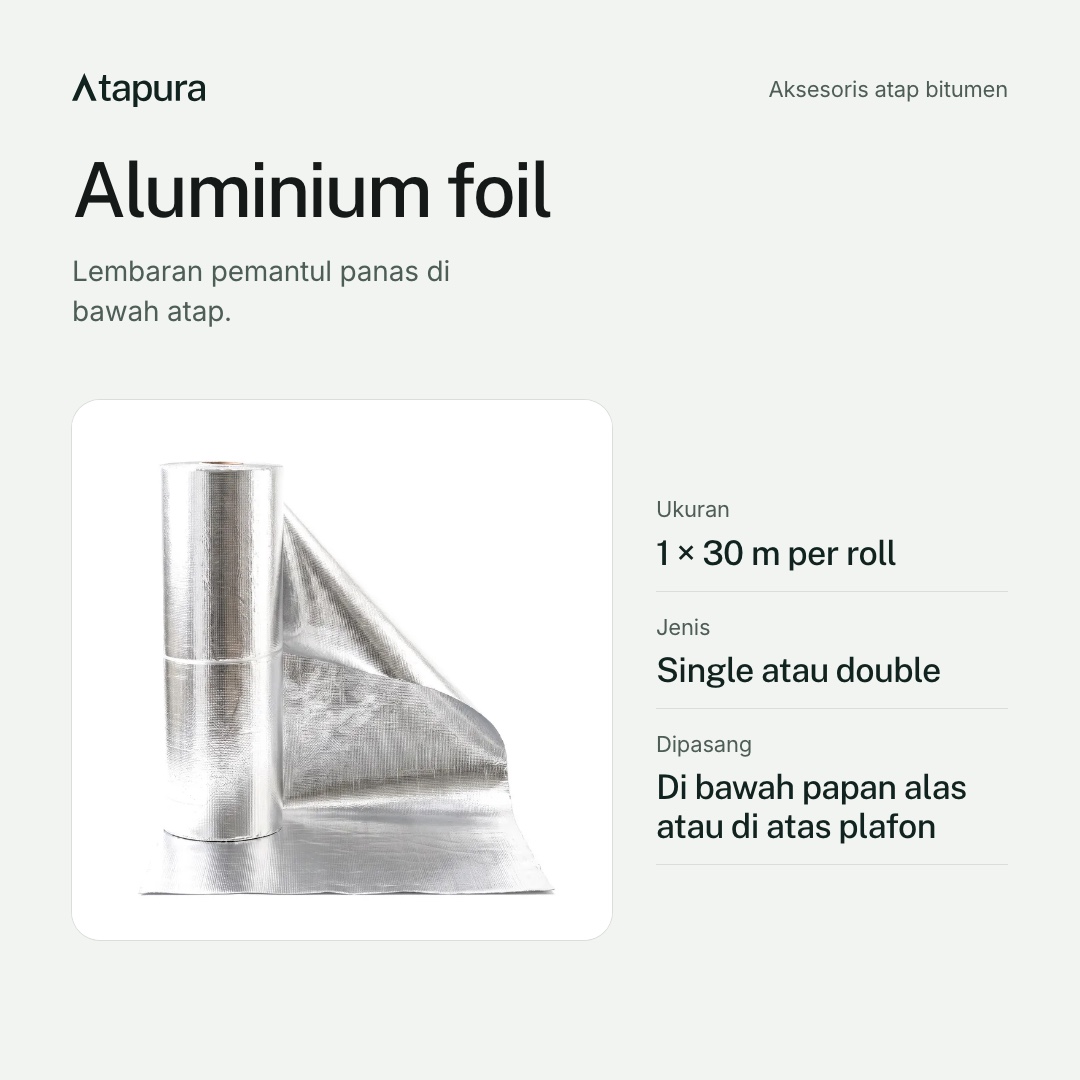 Atapura
Aksesoris atap bitumen
Aluminium foil
Lembaran pemantul panas di
bawah atap.
Ukuran
1 × 30 m per roll
Jenis
Single atau double
Dipasang
Di bawah papan alas
atau di atas plafon